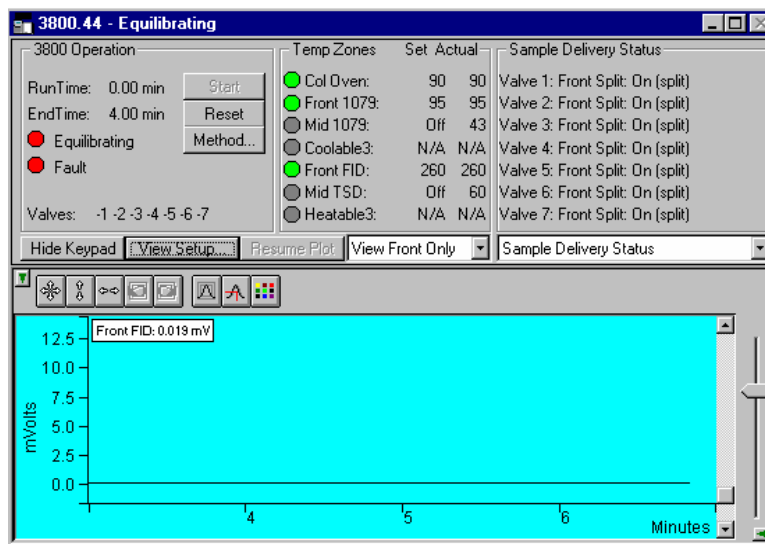 3800.44 - Equilibrating
3800 Operation
RunTime: 0.00 min
Start
EndTime: 4.00 min
Reset
Equilibrating
Method...
Fault
Valves: -1 -2 -3 -4 -5 -6 -7
Temp Zones Set Actual
Col Oven: 90 90
Front 1079: 95 95
Mid 1079: Off 43
Coolable3: N/A N/A
Front FID: 260 260
Mid TSD: Off 60
Heatable3: N/A N/A
Sample Delivery Status
Valve 1: Front Split: On (split)
Valve 2: Front Split: On (split)
Valve 3: Front Split: On (split)
Valve 4: Front Split: On (split)
Valve 5: Front Split: On (split)
Valve 6: Front Split: On (split)
Valve 7: Front Split: On (split)
Hide Keypad View Setup... Resume Plot View Front Only Sample Delivery Status
Front FID: 0.019 mV
12.5
10.0
7.5
5.0
2.5
0.0
mVolts
4 5 6
Minutes